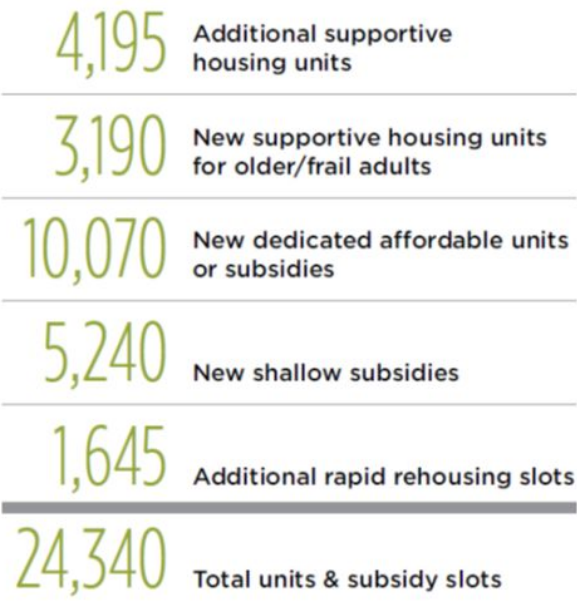 4,195 Additional supportive
housing units
3,190 New supportive housing units
for older/frail adults
10,070 New dedicated affordable units
or subsidies
5,240 New shallow subsidies
1,645 Additional rapid rehousing slots
24,340 Total units & subsidy slots